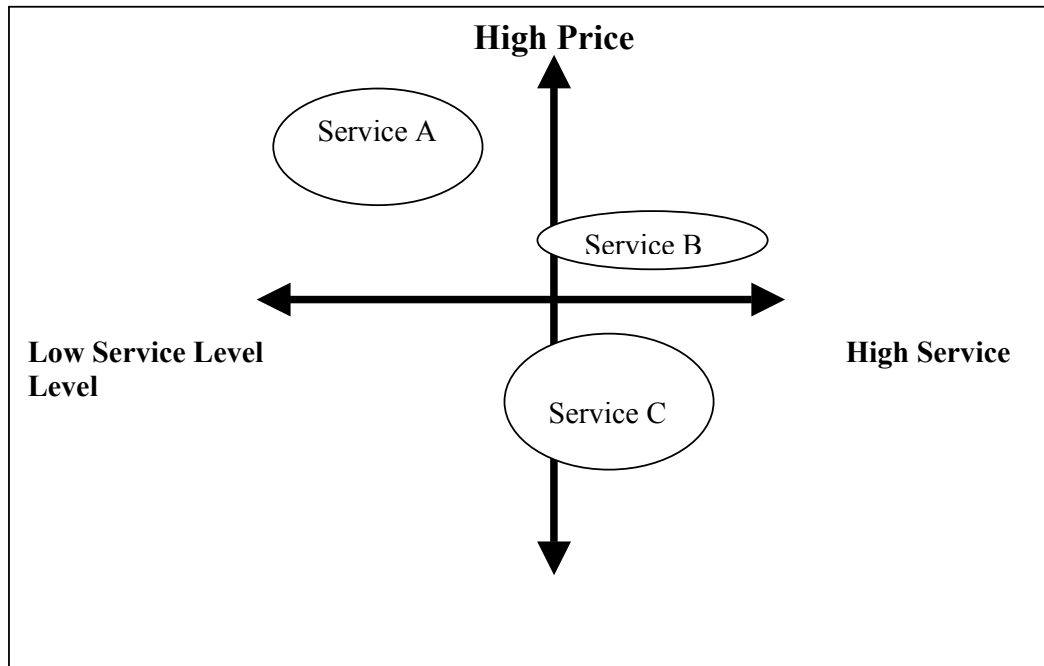 High Price
Service A
Service B
Low Service Level High Service
Level
Service C